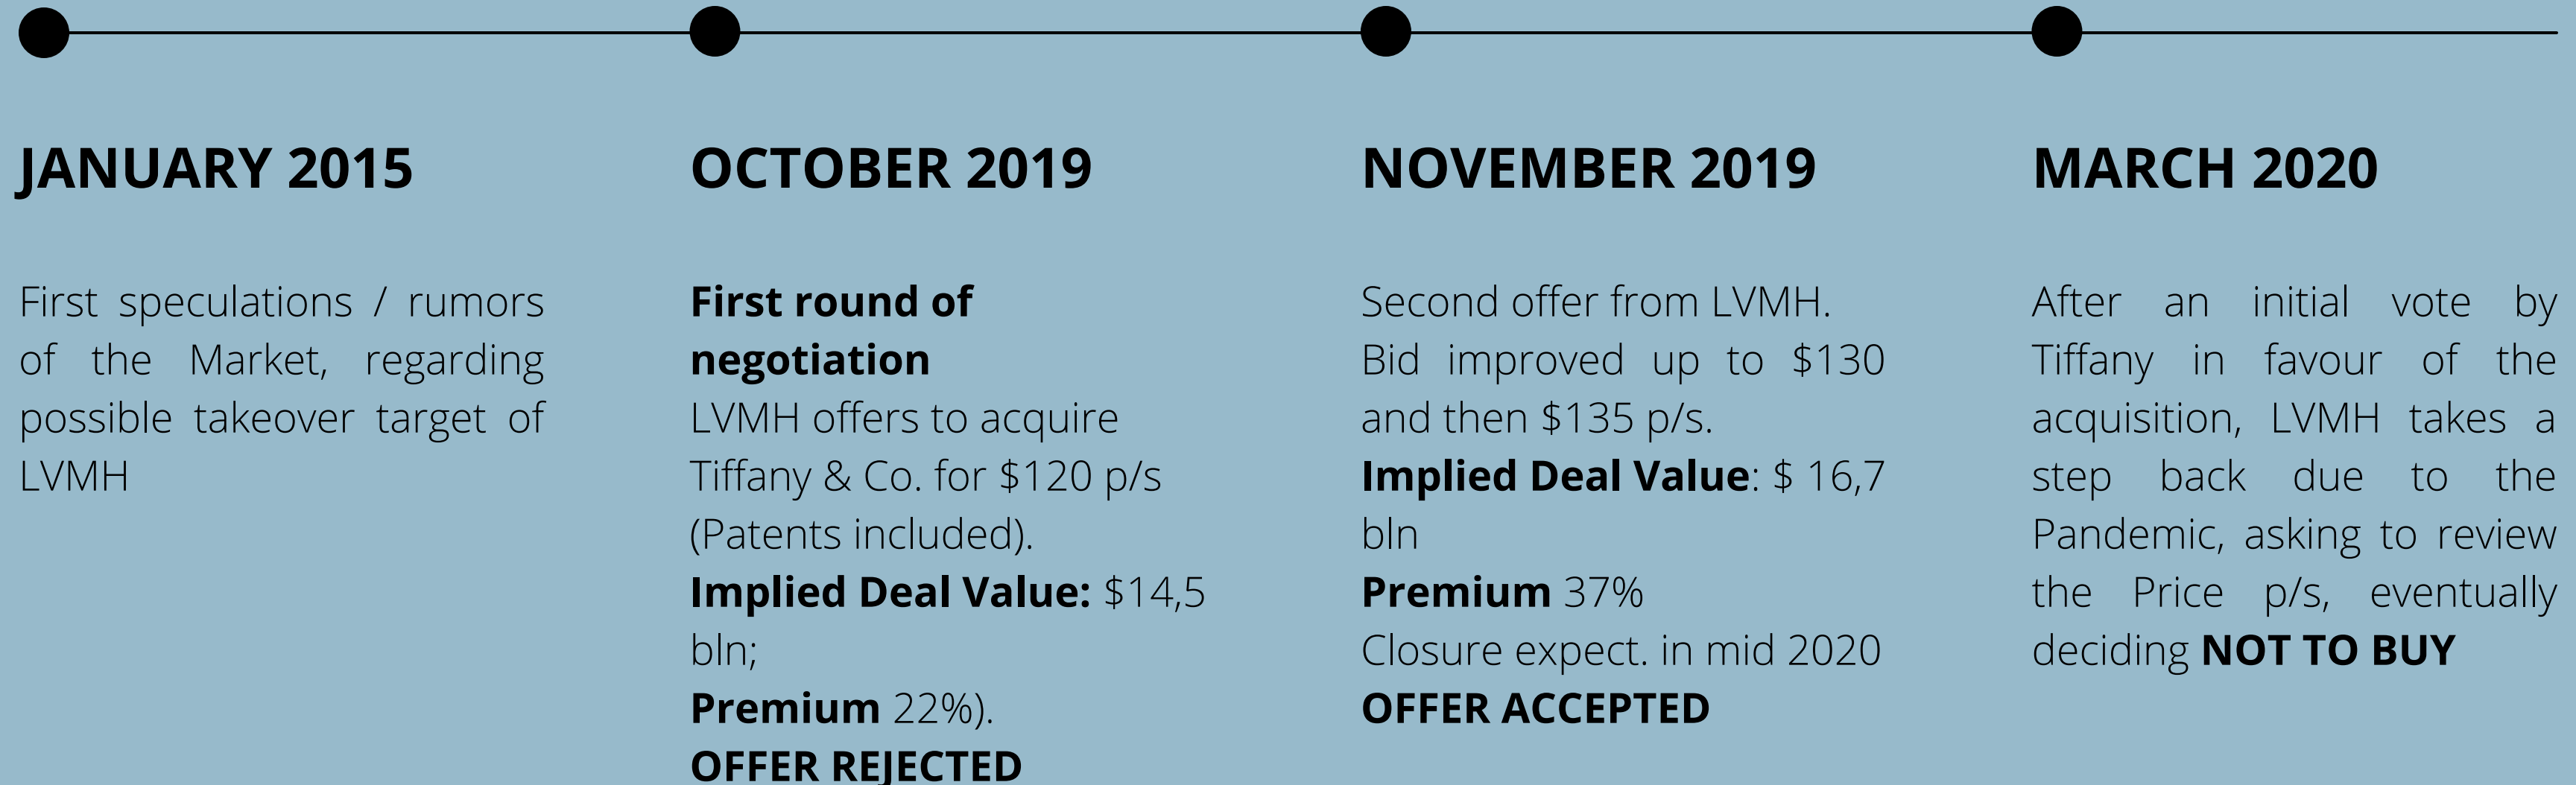 JANUARY 2015
First speculations / rumors
of the Market, regarding
possible takeover target of
LVMH
OCTOBER 2019
First round of
negotiation
LVMH offers to acquire
Tiffany & Co. for $120 p/s
(Patents included).
Implied Deal Value: $14,5
bln;
Premium 22%).
OFFER REJECTED
NOVEMBER 2019
Second offer from LVMH.
Bid improved up to $130
and then $135 p/s.
Implied Deal Value: $ 16,7
bln
Premium 37%
Closure expect. in mid 2020
OFFER ACCEPTED
MARCH 2020
After an initial vote by
Tiffany in favour of the
acquisition, LVMH takes a
step back due to the
Pandemic, asking to review
the Price p/s, eventually
deciding NOT TO BUY